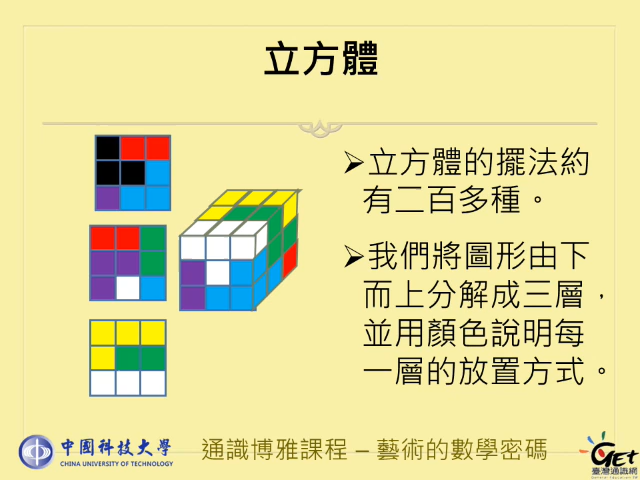 立方體
➢立方體的擺法約
有二百多種。
➢我們將圖形由下
而上分解成三層，
並用顏色說明每
一層的放置方式。
中國科技大學
CHINA UNIVERSITY OF TECHNOLOGY
通識博雅課程 – 藝術的數學密碼
GET
臺灣通識網